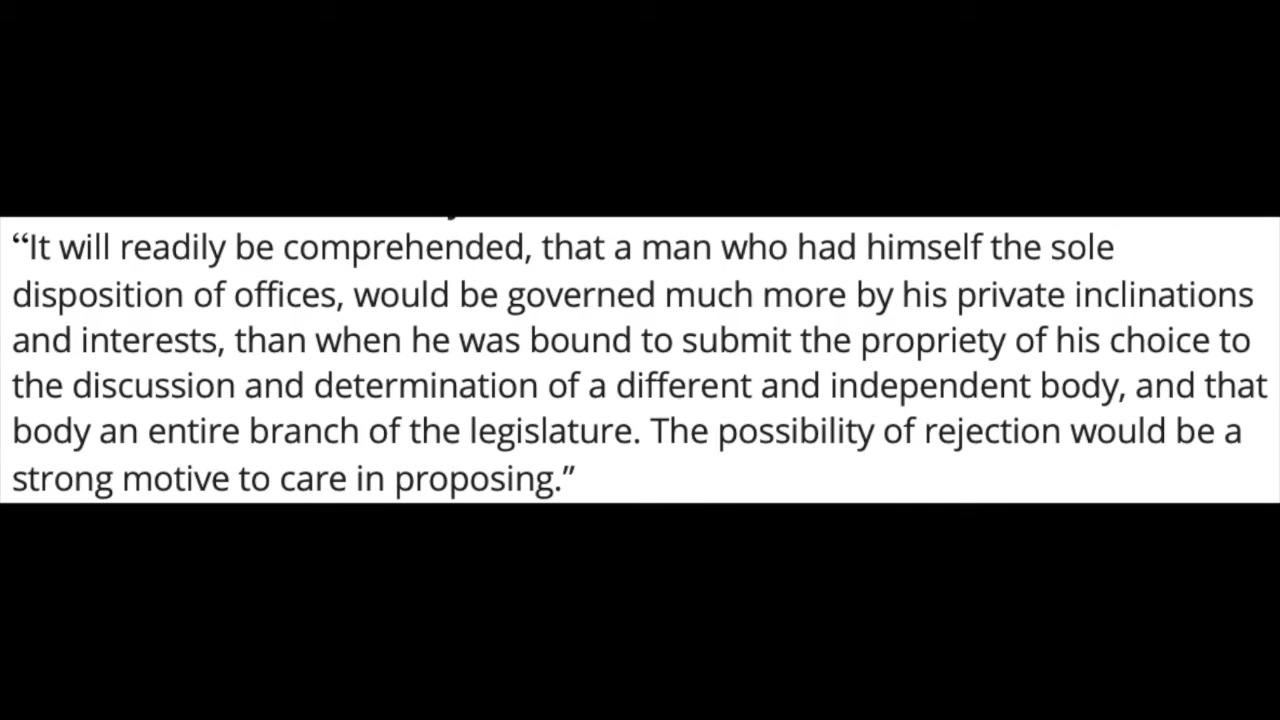 “It will readily be comprehended, that a man who had himself the sole
disposition of offices, would be governed much more by his private inclinations
and interests, than when he was bound to submit the propriety of his choice to
the discussion and determination of a different and independent body, and that
body an entire branch of the legislature. The possibility of rejection would be a
strong motive to care in proposing.”